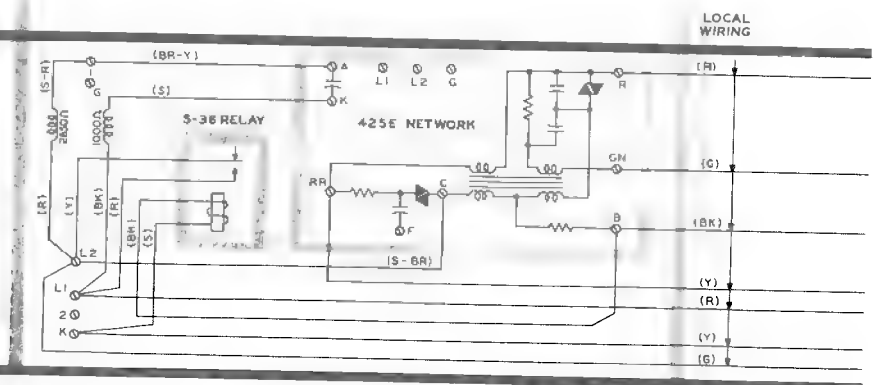 LOCAL
WIRING
(BR-Y)
(S-R)
I
G
A
L1
L2
G
R
(R)
(S)
K
2650Ω
1000Ω
S-36 RELAY
425E NETWORK
GN
(G)
RR
C
(R)
(Y)
(BK)
(R)
(BK)
(S)
F
B
(BK)
L2
(S-BR)
(Y)
L1
(R)
2
K
(Y)
(G)